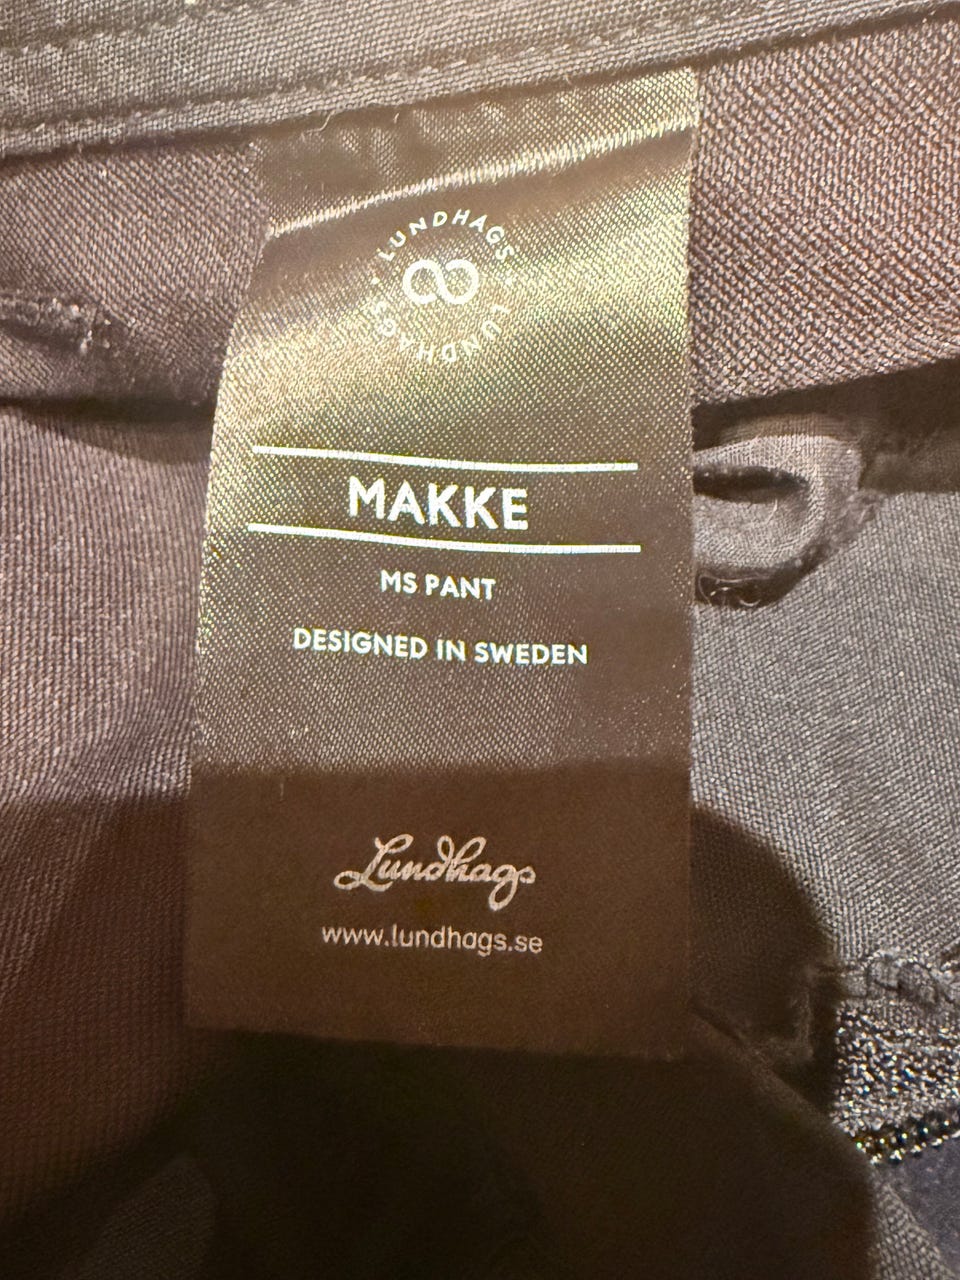 LUNDHAGS · LUNDHAGS ·
MAKKE
MS PANT
DESIGNED IN SWEDEN
Lundhags
www.lundhags.se